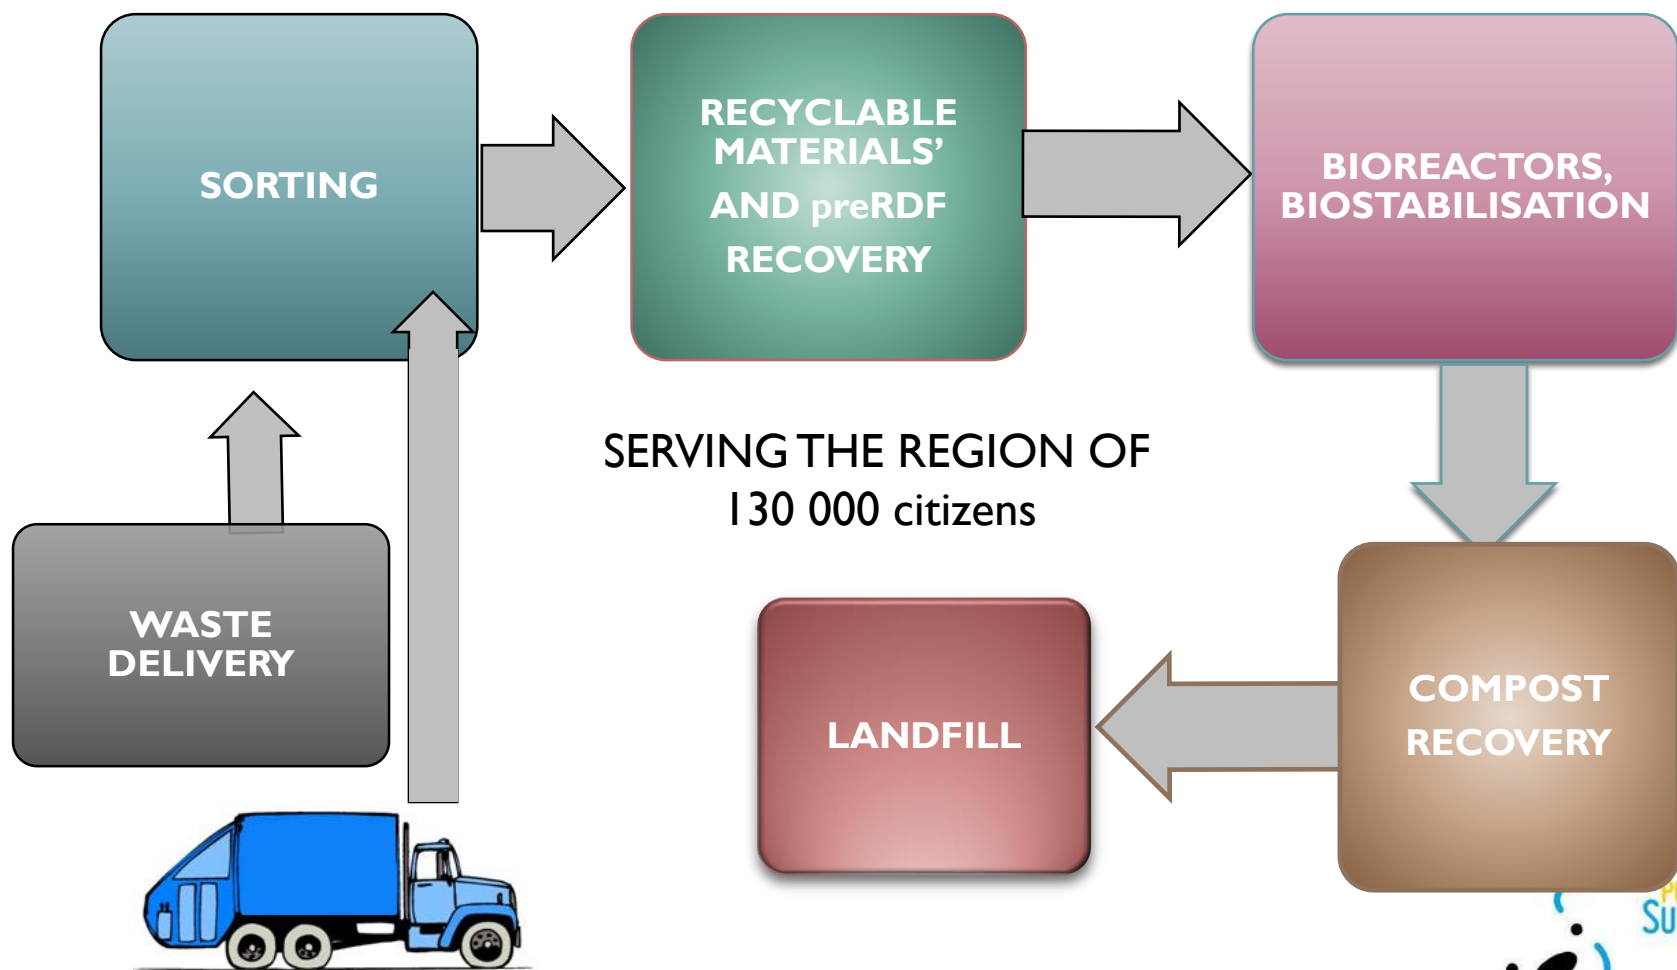 SORTING
RECYCLABLE
MATERIALS’
AND preRDF
RECOVERY
BIOREACTORS,
BIOSTABILISATION
SERVING THE REGION OF
130 000 citizens
WASTE
DELIVERY
LANDFILL
COMPOST
RECOVERY